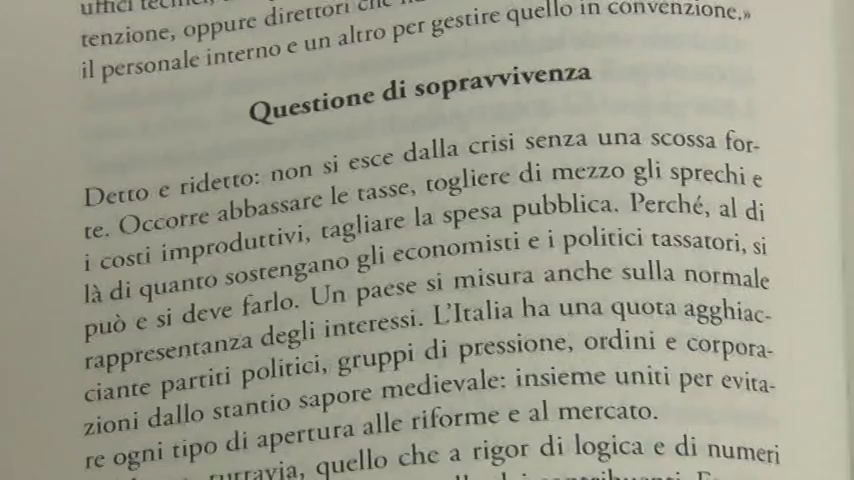 uffici tecnici,
tenzione, oppure direttori che
il personale interno e un altro per gestire quello in convenzione.»
Questione di sopravvivenza
Detto e ridetto: non si esce dalla crisi senza una scossa for-
te. Occorre abbassare le tasse, togliere di mezzo gli sprechi e
i costi improduttivi, tagliare la spesa pubblica. Perché, al di
là di quanto sostengano gli economisti e i politici tassatori, si
può e si deve farlo. Un paese si misura anche sulla normale
rappresentanza degli interessi. L'Italia ha una quota agghiac-
ciante partiti politici, gruppi di pressione, ordini e corpora-
zioni dallo stantio sapore medievale: insieme uniti per evita-
re ogni tipo di apertura alle riforme e al mercato.
tuttavia, quello che a rigor di logica e di numeri
contribuenti.